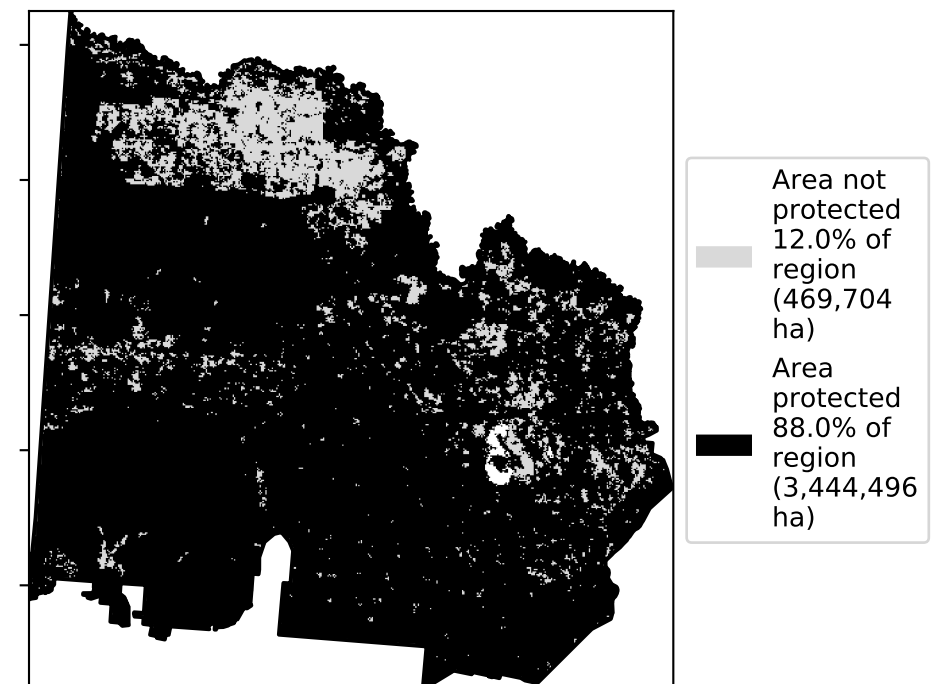 Area not
protected
12.0% of
region
(469,704
ha)
Area
protected
88.0% of
region
(3,444,496
ha)